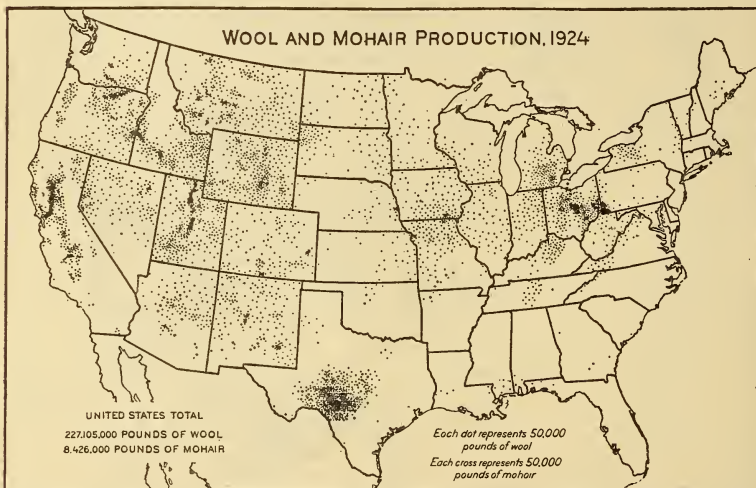 WOOL AND MOHAIR PRODUCTION, 1924
UNITED STATES TOTAL
227,105,000 POUNDS OF WOOL
8,426,000 POUNDS OF MOHAIR
Each dot represents 50,000
pounds of wool
Each cross represents 50,000
pounds of mohair